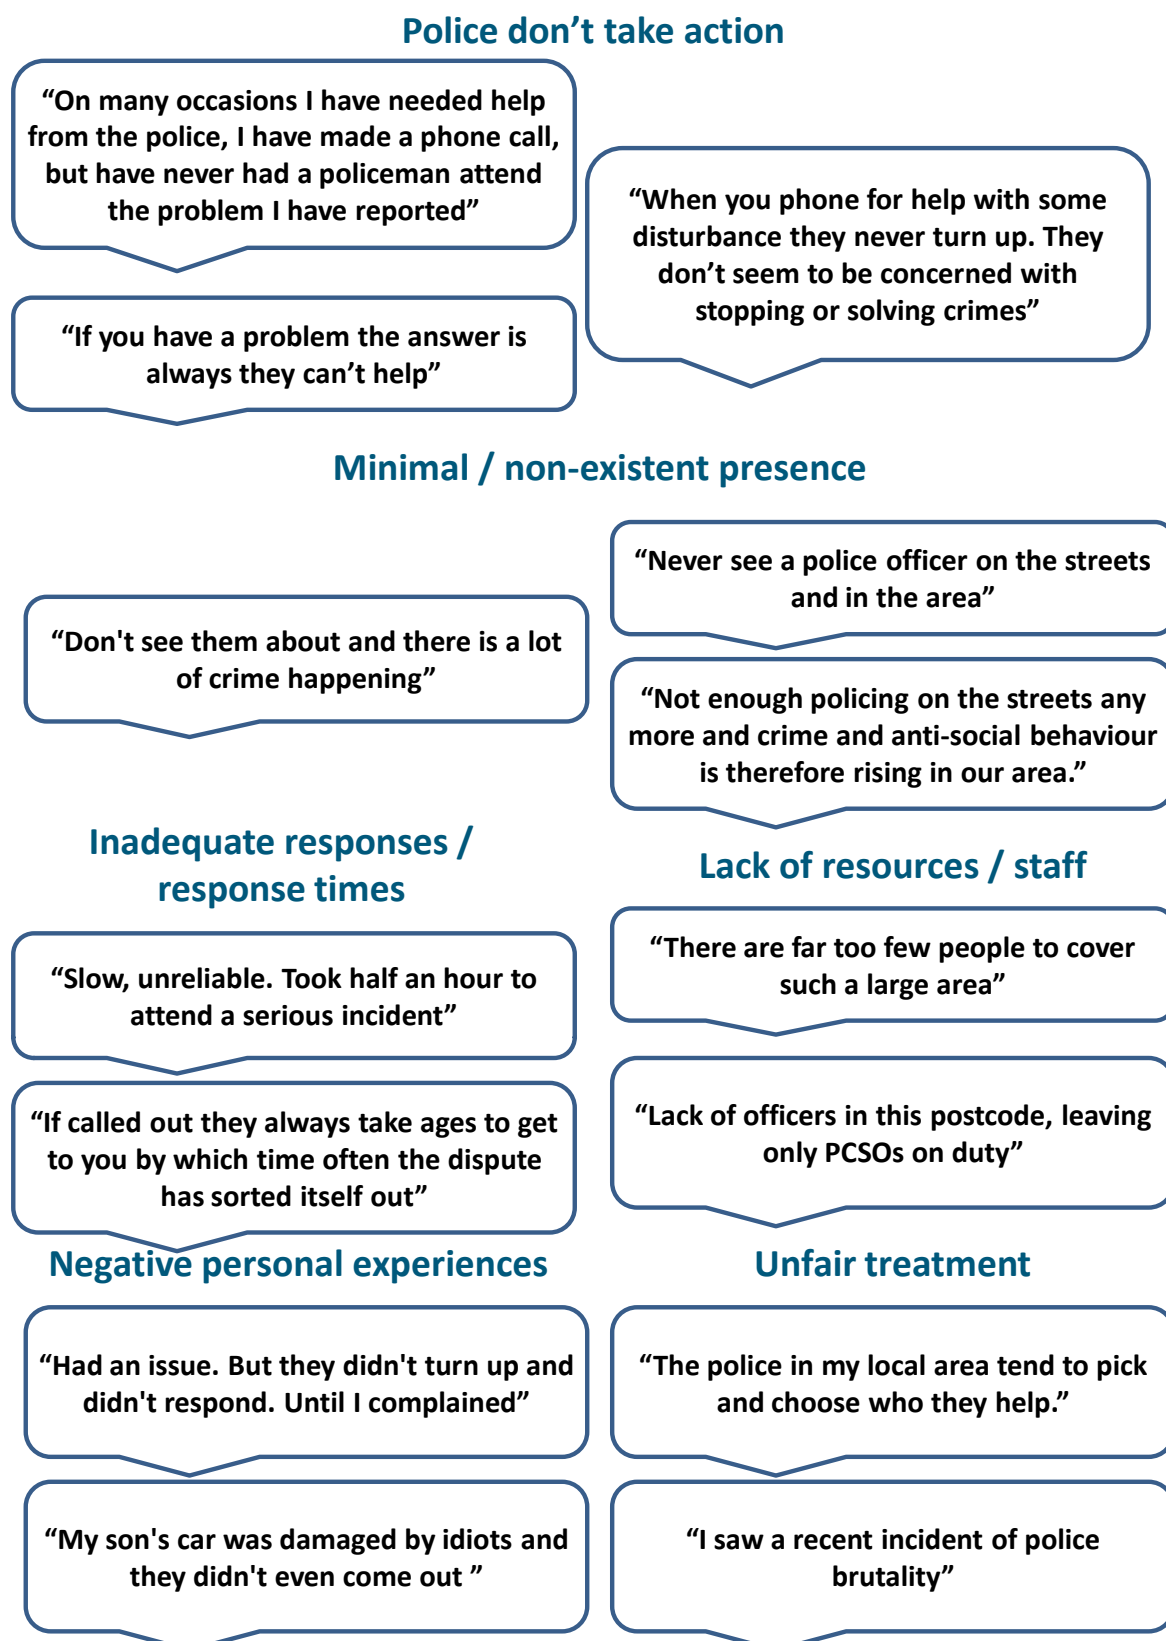 Police don’t take action
“On many occasions I have needed help
from the police, I have made a phone call,
but have never had a policeman attend
the problem I have reported”
“When you phone for help with some
disturbance they never turn up. They
don’t seem to be concerned with
stopping or solving crimes”
“If you have a problem the answer is
always they can’t help”
Minimal / non-existent presence
“Never see a police officer on the streets
and in the area”
“Don't see them about and there is a lot
of crime happening”
“Not enough policing on the streets any
more and crime and anti-social behaviour
is therefore rising in our area.”
Inadequate responses /
response times
“Slow, unreliable. Took half an hour to
attend a serious incident”
“If called out they always take ages to get
to you by which time often the dispute
has sorted itself out”
Lack of resources / staff
“There are far too few people to cover
such a large area”
“Lack of officers in this postcode, leaving
only PCSOs on duty”
Negative personal experiences
“Had an issue. But they didn't turn up and
didn't respond. Until I complained”
“My son's car was damaged by idiots and
they didn't even come out ”
Unfair treatment
“The police in my local area tend to pick
and choose who they help.”
“I saw a recent incident of police
brutality”